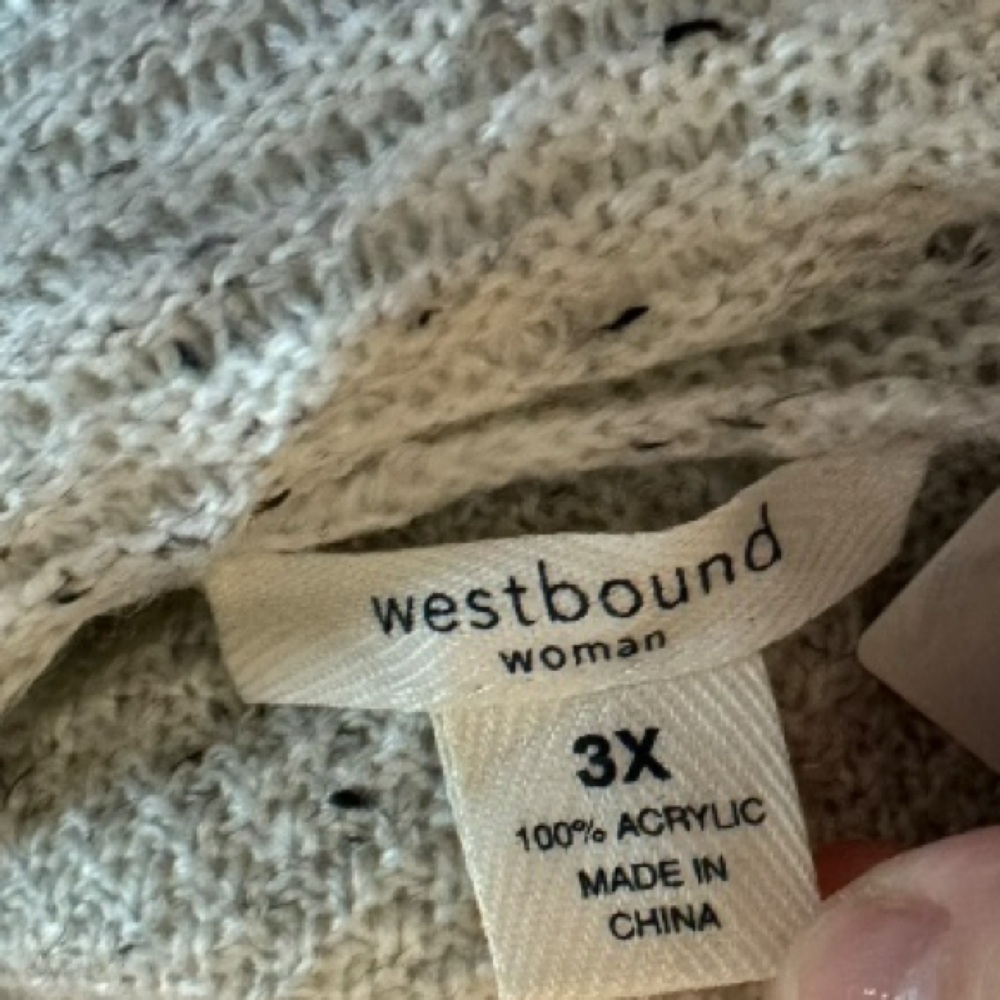 westbound
woman
3X
100% ACRYLIC
MADE IN
CHINA